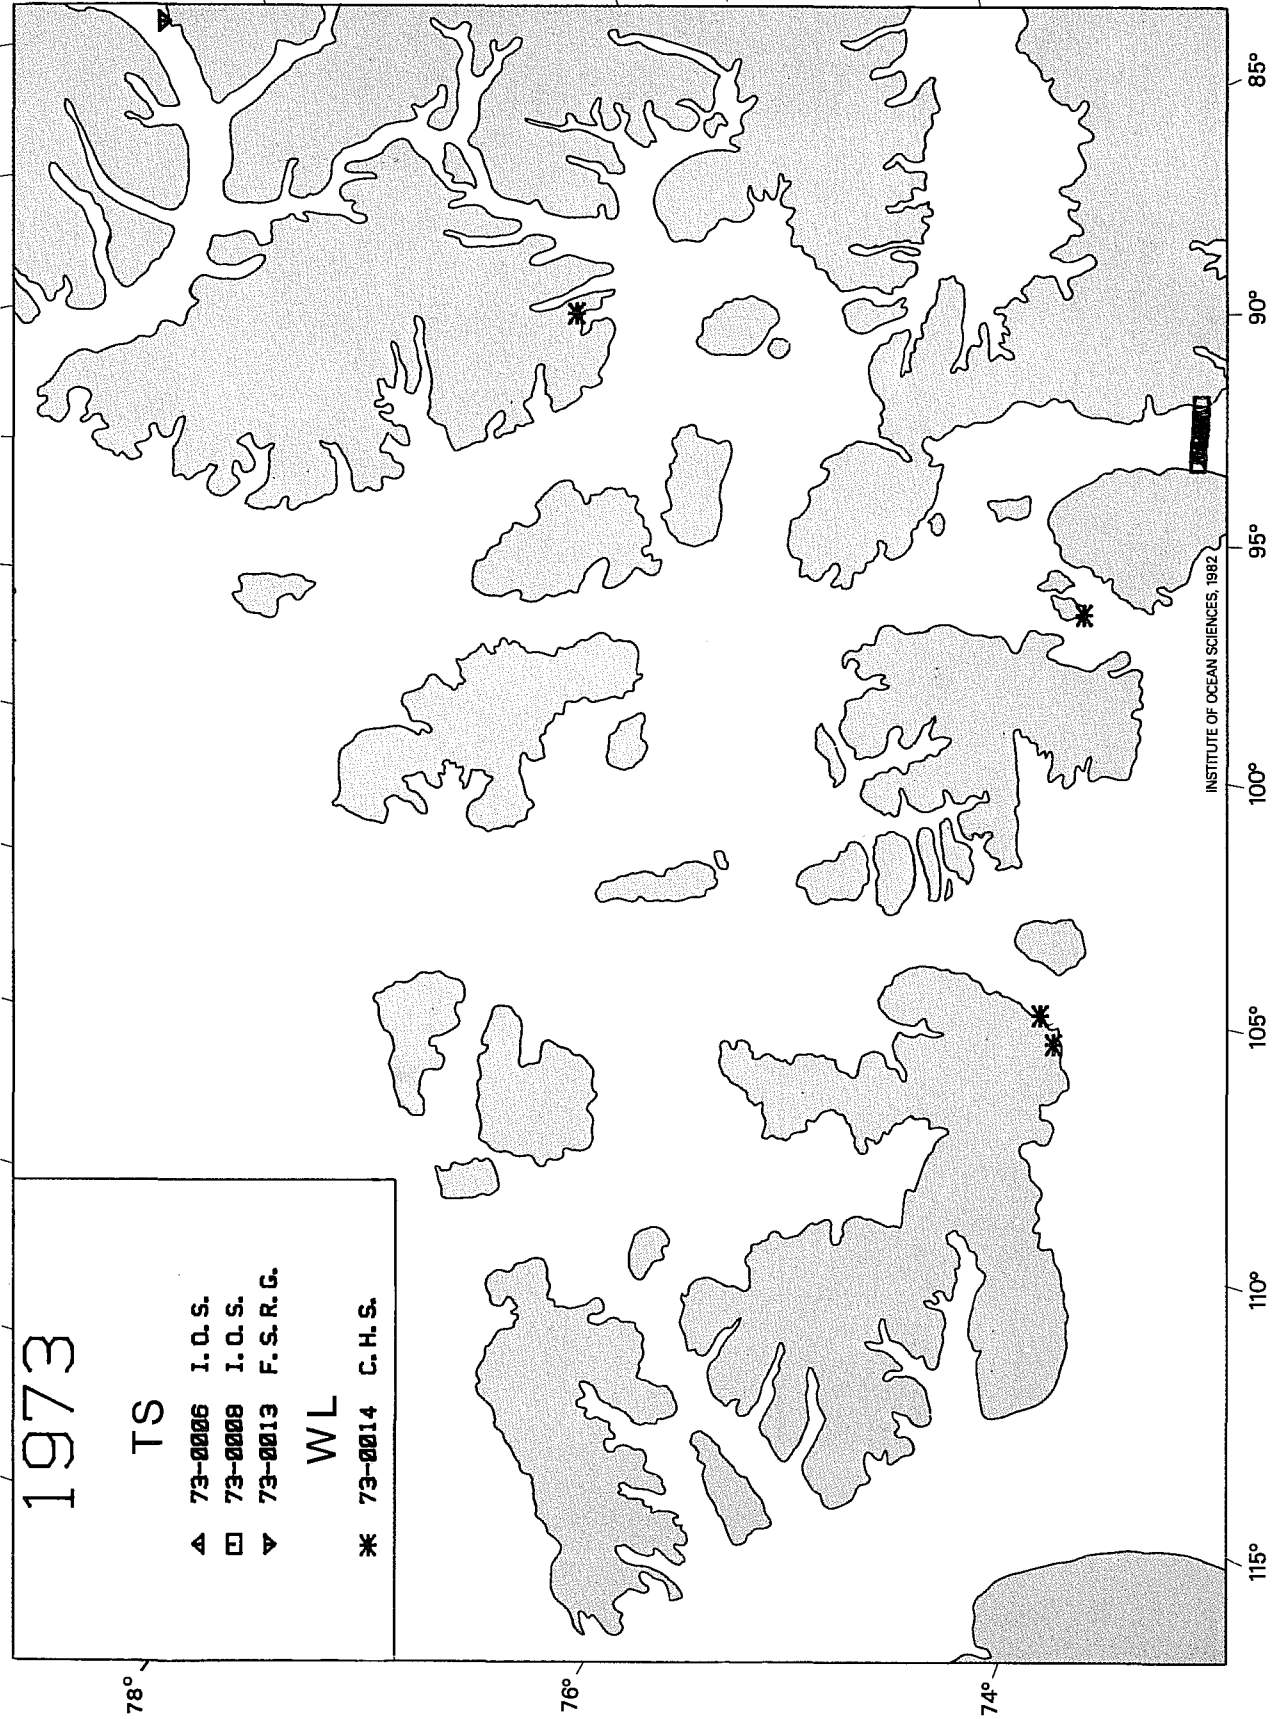 1973
TS
73-0006 I.O.S.
73-0008 I.O.S.
73-0013 F.S.R.G.
WL
73-0014 C.H.S.
78°
76°
74°
115°
110°
105°
100°
95°
90°
85°
INSTITUTE OF OCEAN SCIENCES, 1982